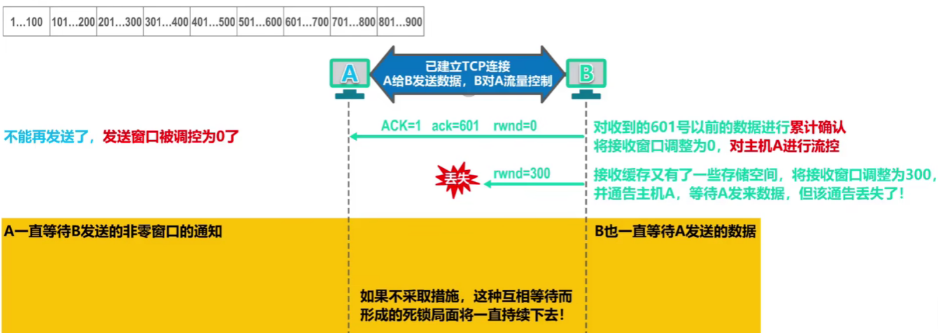 1…100 101…200 201…300 301…400 401…500 501…600 601…700 701…800 801…900
已建立TCP连接
A给B发送数据，B对A流量控制
A
B
ACK=1 ack=601 rwnd=0
不能再发送了，发送窗口被调控为0了
对收到的601号以前的数据进行累计确认
将接收窗口调整为0，对主机A进行流控
丢失
rwnd=300
接收缓存又有了一些存储空间，将接收窗口调整为300，
并通告主机A，等待A发来数据，但该通告丢失了！
A一直等待B发送的非零窗口的通知
B也一直等待A发送的数据
如果不采取措施，这种互相等待而
形成的死锁局面将一直持续下去！